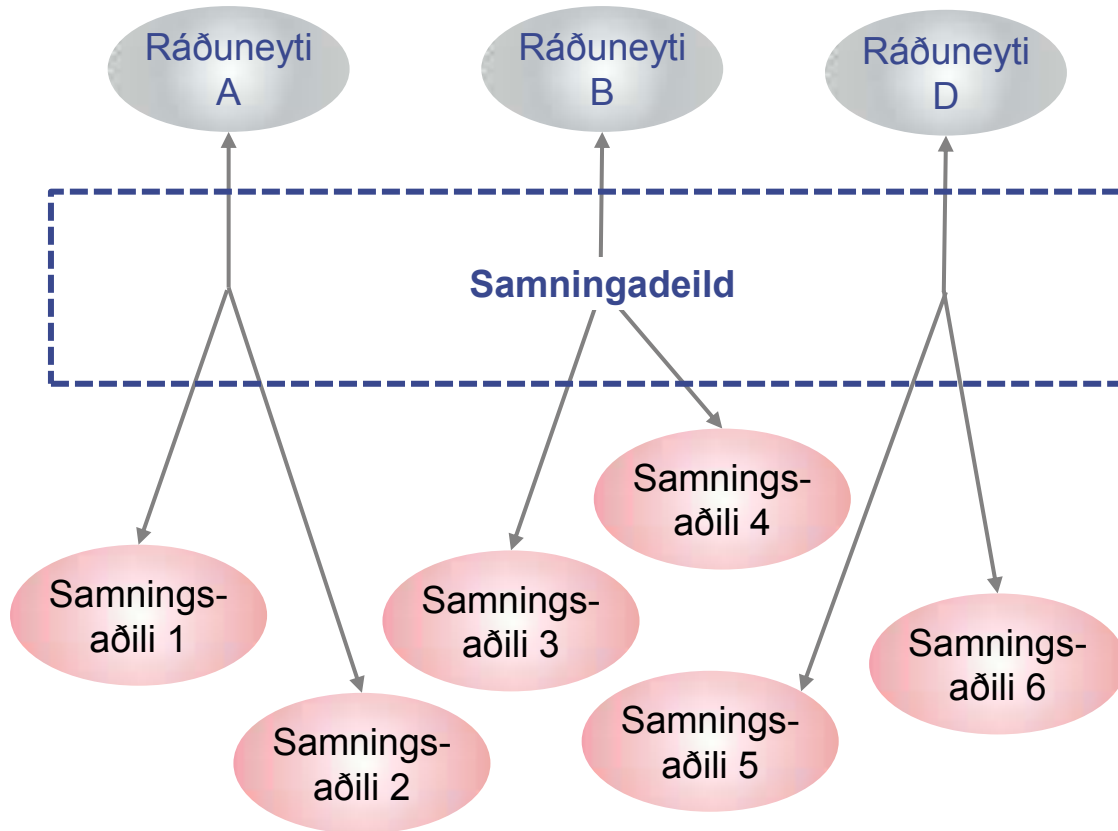 Ráðuneyti
A
Ráðuneyti
B
Ráðuneyti
D
Samningadeild
Samnings-
aðili 1
Samnings-
aðili 2
Samnings-
aðili 3
Samnings-
aðili 4
Samnings-
aðili 5
Samnings-
aðili 6